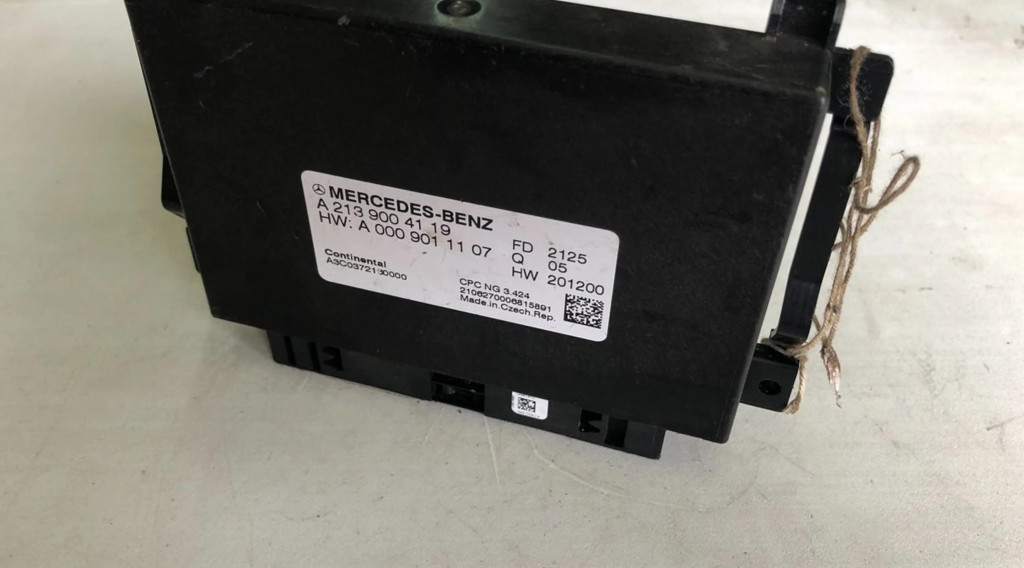 MERCEDES-BENZ
A 213 900 41 19
HW: A 000 901 11 07
FD 2125
Q 05
HW 201200
Continental
A3C0372130000
CPC NG 3.424
2106270006815891
Made.in.Czech.Rep.